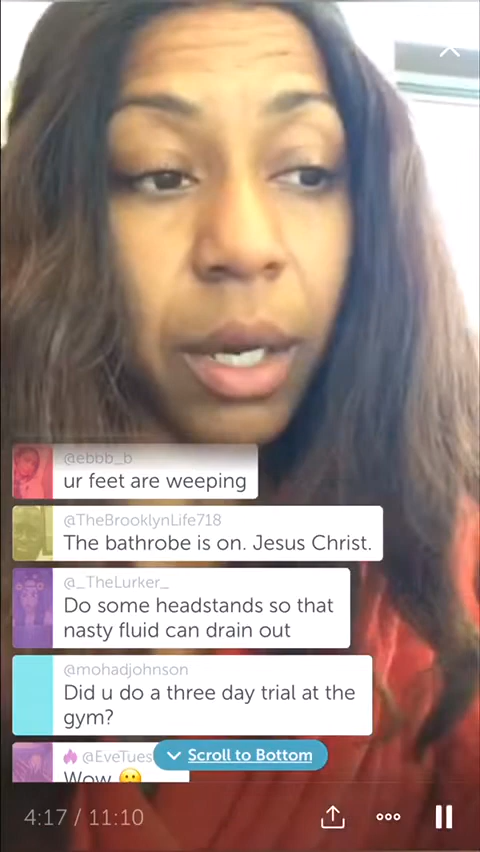 @ebbb_b
ur feet are weeping
@TheBrooklynLife718
The bathrobe is on. Jesus Christ.
@_TheLurker_
Do some headstands so that
nasty fluid can drain out
@mohadjohnson
Did u do a three day trial at the
gym?
@EveTues
Scroll to Bottom
Wow
4:17 / 11:10